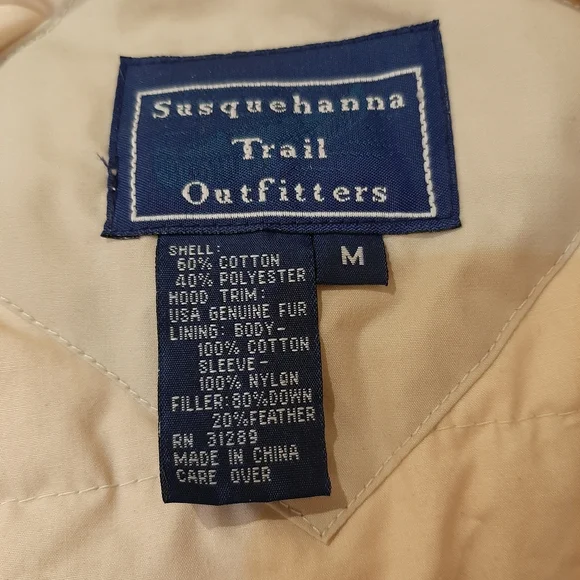 Susquehanna
Trail
Outfitters
M
SHELL:
60% COTTON
40% POLYESTER
HOOD TRIM:
USA GENUINE FUR
LINING: BODY-
100% COTTON
SLEEVE-
100% NYLON
FILLER:80%DOWN
20%FEATHER
RN 31289
MADE IN CHINA
CARE OVER